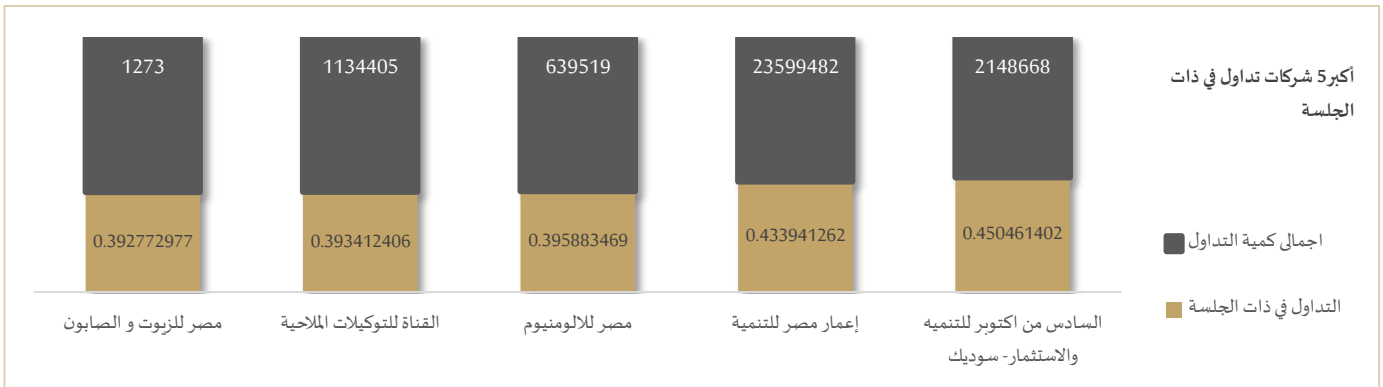 أكبر5 شركات تداول في ذات
الجلسة
2148668
23599482
639519
1134405
1273
0.450461402
0.433941262
0.395883469
0.393412406
0.392772977
اجمالى كمية التداول
التداول في ذات الجلسة
السادس من اكتوبر للتنميه
والاستثمار- سوديك
إعمار مصر للتنمية
مصر للالومنيوم
القناة للتوكيلات الملاحية
مصر للزيوت و الصابون